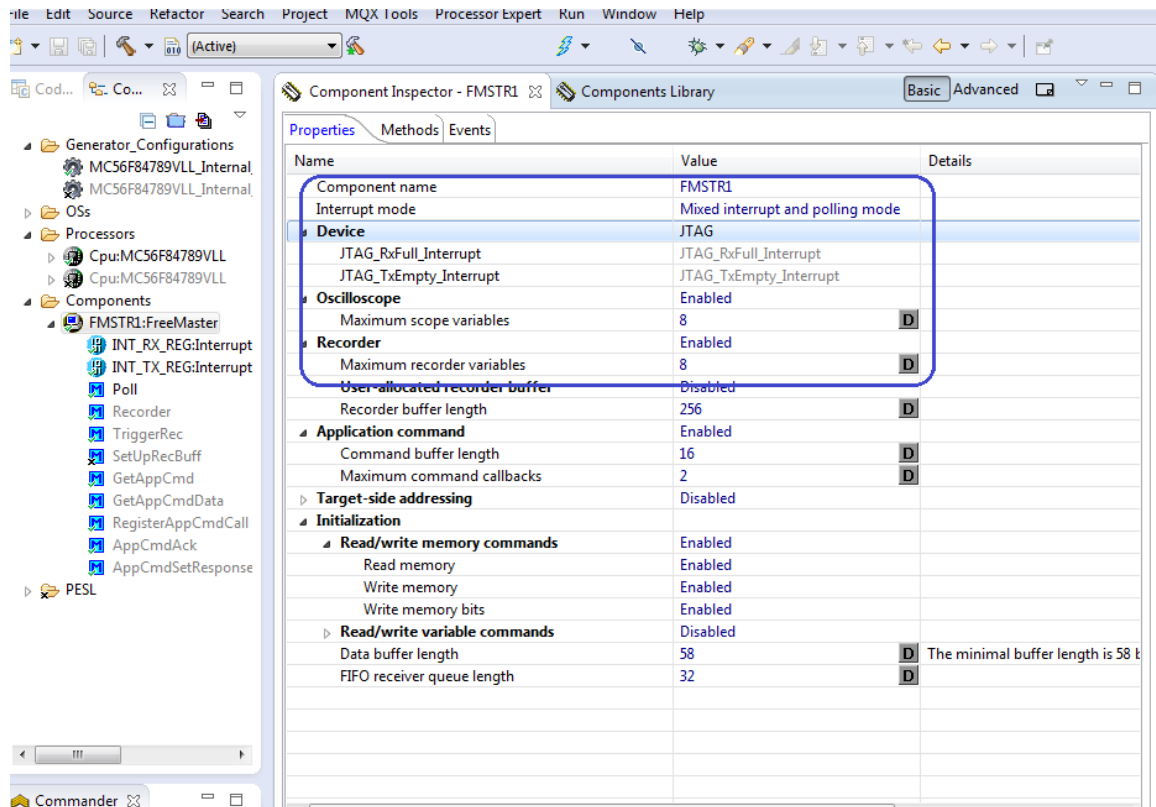 File Edit Source Refactor Search Project MQX Tools Processor Expert Run Window Help
010 (Active)
Cod... Co... Component Inspector - FMSTR1 Components Library Basic Advanced
Properties Methods Events
Generator_Configurations
MC56F84789VLL_Internal
MC56F84789VLL_Internal
OSs
Processors
Cpu:MC56F84789VLL
Cpu:MC56F84789VLL
Components
FMSTR1:FreeMaster
INT_RX_REG:Interrupt
INT_TX_REG:Interrupt
Poll
Recorder
TriggerRec
SetUpRecBuff
GetAppCmd
GetAppCmdData
RegisterAppCmdCall
AppCmdAck
AppCmdSetResponse
PESL
Commander
Name Value Details
Component name FMSTR1
Interrupt mode Mixed interrupt and polling mode
Device JTAG
JTAG_RxFull_Interrupt JTAG_RxFull_Interrupt
JTAG_TxEmpty_Interrupt JTAG_TxEmpty_Interrupt
Oscilloscope Enabled
Maximum scope variables 8 D
Recorder Enabled
Maximum recorder variables 8 D
User-allocated recorder buffer Disabled
Recorder buffer length 256 D
Application command Enabled
Command buffer length 16 D
Maximum command callbacks 2 D
Target-side addressing Disabled
Initialization
Read/write memory commands Enabled
Read memory Enabled
Write memory Enabled
Write memory bits Enabled
Read/write variable commands Disabled
Data buffer length 58 D The minimal buffer length is 58 b
FIFO receiver queue length 32 D